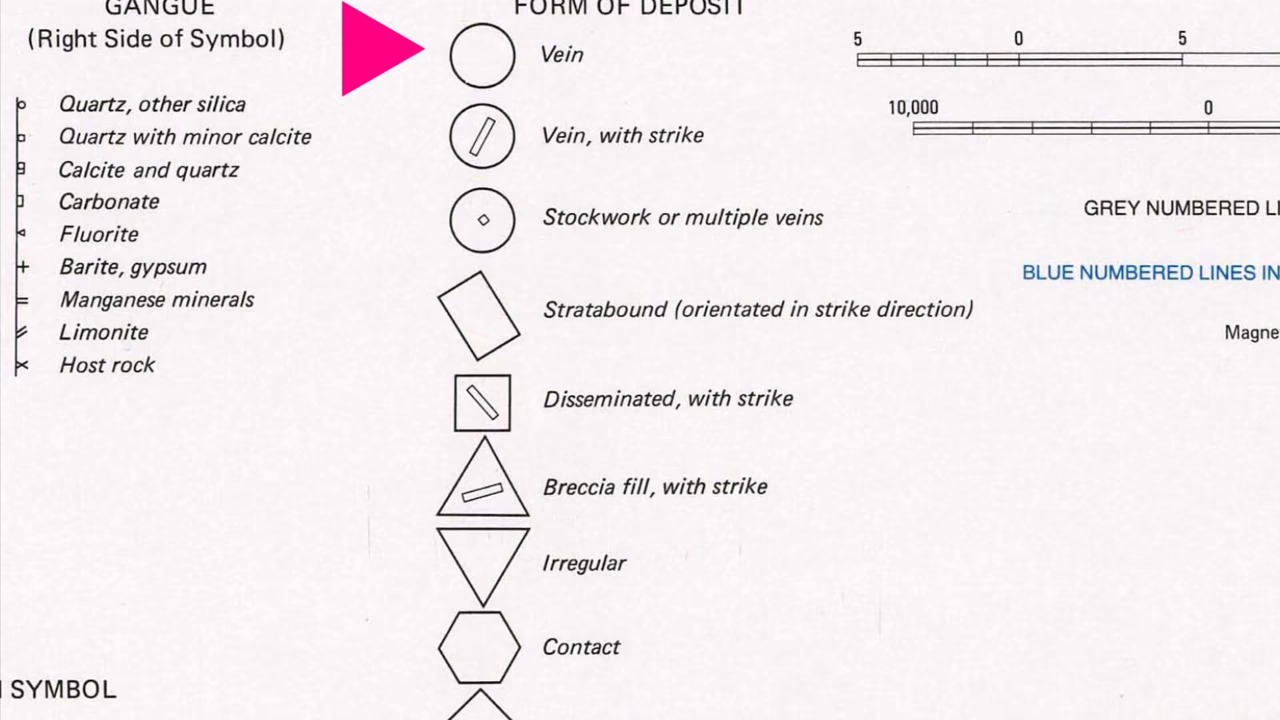 GANGUE
(Right Side of Symbol)
Quartz, other silica
Quartz with minor calcite
Calcite and quartz
Carbonate
Fluorite
Barite, gypsum
Manganese minerals
Limonite
Host rock
SYMBOL
FORM OF DEPOSIT
Vein
Vein, with strike
Stockwork or multiple veins
Stratabound (orientated in strike direction)
Disseminated, with strike
Breccia fill, with strike
Irregular
Contact
5 0 5
10,000 0
GREY NUMBERED
BLUE NUMBERED LINES IN
Magne